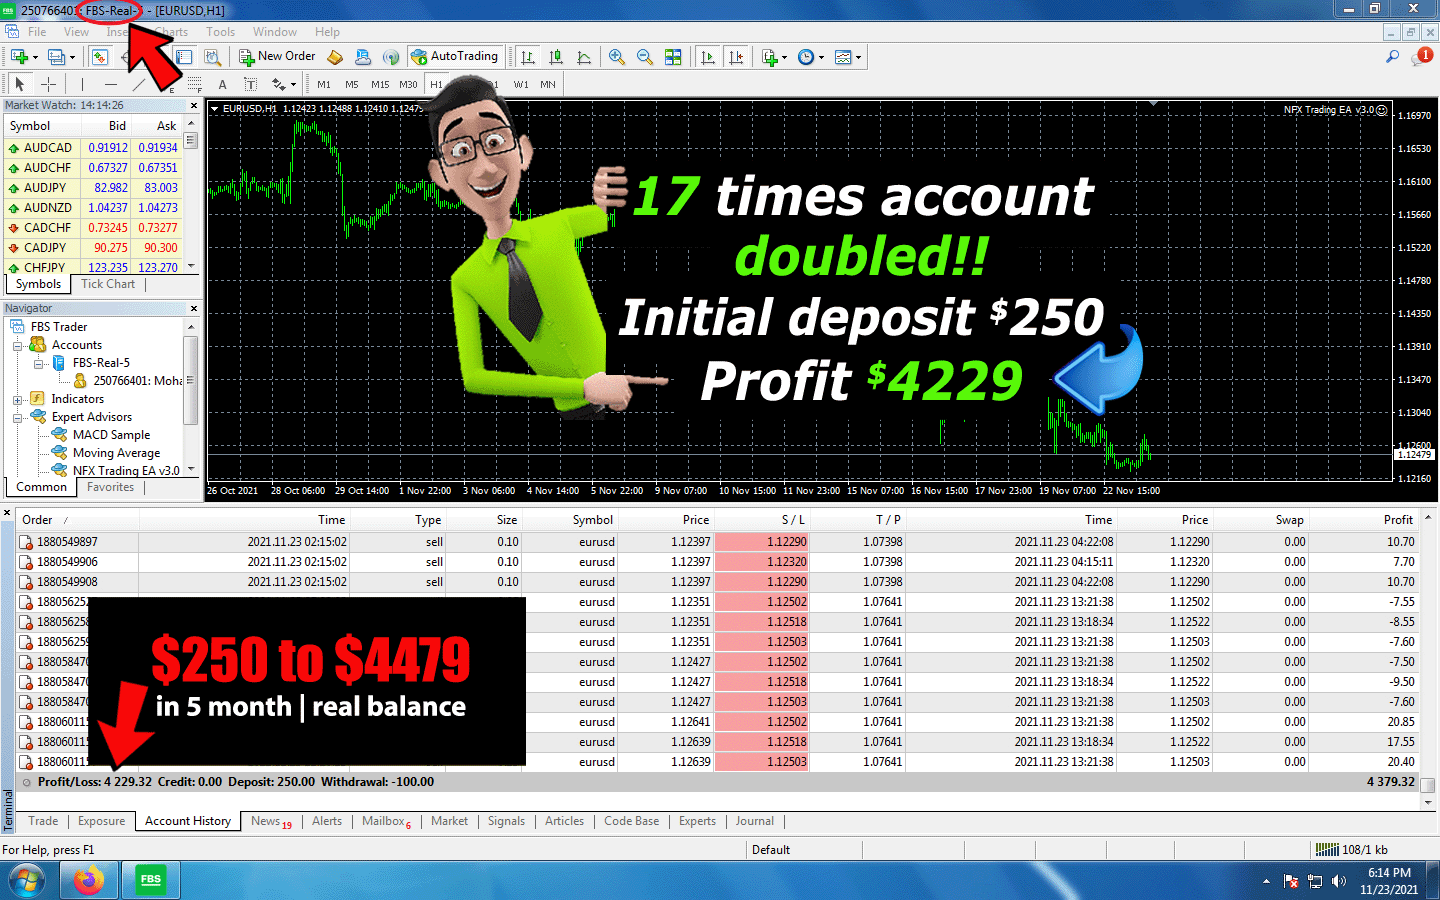 250766401: FBS-Real- - [EURUSD,H1]
File View Insert Charts Tools Window Help
New Order AutoTrading 1
A T M1 M5 M15 M30 H1 D1 W1 MN
Market Watch: 14:14:26
Symbol Bid Ask
AUDCAD 0.91912 0.91934
AUDCHF 0.67327 0.67351
AUDJPY 82.982 83.003
AUDNZD 1.04237 1.04273
CADCHF 0.73245 0.73277
CADJPY 90.275 90.300
CHFJPY 123.235 123.270
Symbols Tick Chart
Navigator
FBS Trader
Accounts
FBS-Real-5
250766401: Moha
Indicators
Expert Advisors
MACD Sample
Moving Average
NFX Trading EA v3.0
Common Favorites
EURUSD,H1 1.12423 1.12488 1.12410 1.12479
NFX Trading EA v3.0
17 times account
doubled!!
Initial deposit $250
Profit $4229
1.16970
1.16530
1.16100
1.15660
1.15220
1.14780
1.14350
1.13910
1.13470
1.13040
1.12600
1.12479
1.12160
26 Oct 2021 28 Oct 06:00 29 Oct 14:00 1 Nov 22:00 3 Nov 06:00 4 Nov 14:00 5 Nov 22:00 9 Nov 07:00 10 Nov 15:00 11 Nov 23:00 15 Nov 07:00 16 Nov 15:00 17 Nov 23:00 19 Nov 07:00 22 Nov 15:00
Order / Time Type Size Symbol Price S / L T / P Time Price Swap Profit
1880549897 2021.11.23 02:15:02 sell 0.10 eurusd 1.12397 1.12290 1.07398 2021.11.23 04:22:08 1.12290 0.00 10.70
1880549906 2021.11.23 02:15:02 sell 0.10 eurusd 1.12397 1.12320 1.07398 2021.11.23 04:15:11 1.12320 0.00 7.70
1880549908 2021.11.23 02:15:02 sell 0.10 eurusd 1.12397 1.12290 1.07398 2021.11.23 04:22:08 1.12290 0.00 10.70
188056252 eurusd 1.12351 1.12502 1.07641 2021.11.23 13:21:38 1.12502 0.00 -7.55
188056258 eurusd 1.12351 1.12518 1.07641 2021.11.23 13:18:34 1.12522 0.00 -8.55
188056259 eurusd 1.12351 1.12503 1.07641 2021.11.23 13:21:38 1.12503 0.00 -7.60
188058470 eurusd 1.12427 1.12502 1.07641 2021.11.23 13:21:38 1.12502 0.00 -7.50
188058470 eurusd 1.12427 1.12518 1.07641 2021.11.23 13:18:34 1.12522 0.00 -9.50
188058470 eurusd 1.12427 1.12503 1.07641 2021.11.23 13:21:38 1.12503 0.00 -7.60
188060115 eurusd 1.12641 1.12502 1.07641 2021.11.23 13:21:38 1.12502 0.00 20.85
188060115 eurusd 1.12639 1.12518 1.07641 2021.11.23 13:18:34 1.12522 0.00 17.55
188060115 eurusd 1.12639 1.12503 1.07641 2021.11.23 13:21:38 1.12503 0.00 20.40
$250 to $4479
in 5 month | real balance
Profit/Loss: 4 229.32 Credit: 0.00 Deposit: 250.00 Withdrawal: -100.00 4 379.32
Terminal
Trade Exposure Account History News 19 Alerts Mailbox 6 Market Signals Articles Code Base Experts Journal
For Help, press F1 Default 108/1 kb
FBS
6:14 PM
11/23/2021